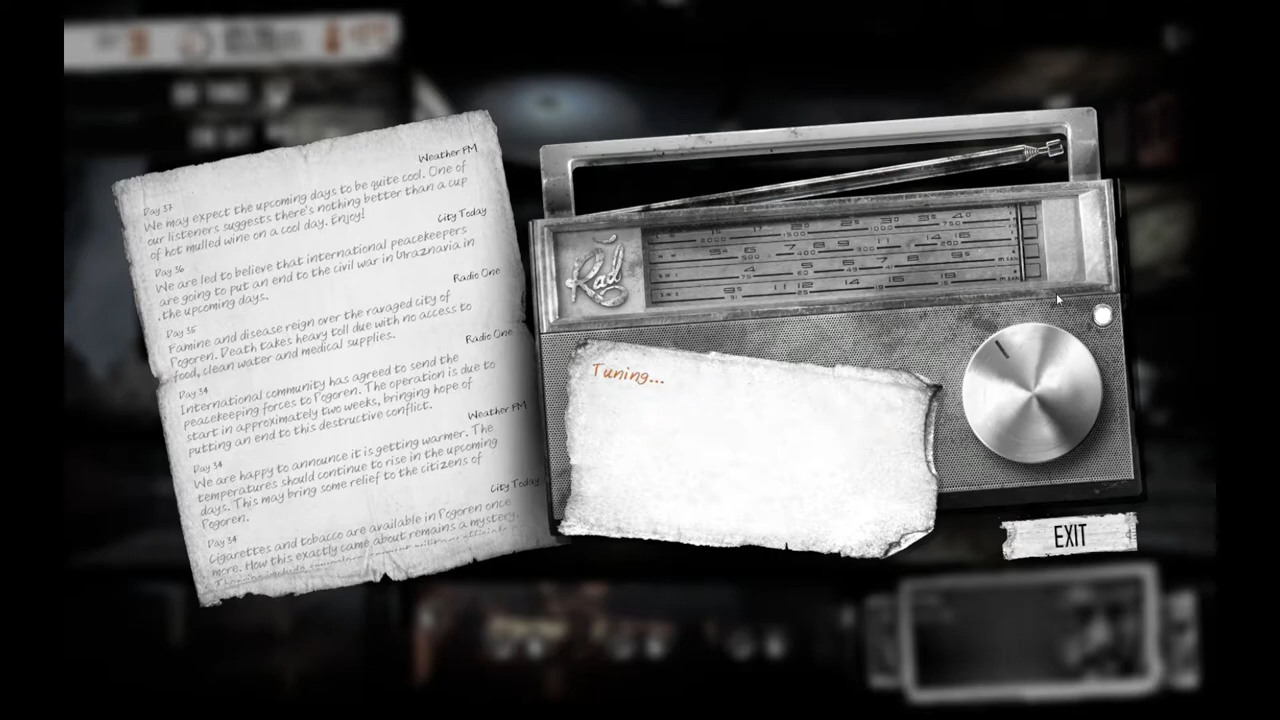 Weather FM
Day 37
We may expect the upcoming days to be quite cool. One of
our listeners suggests there's nothing better than a cup
of hot mulled wine on a cool day. Enjoy!
City Today
Day 36
We are led to believe that international peacekeepers
are going to put an end to the civil war in Graznavia in
the upcoming days.
Radio One
Day 35
Famine and disease reign over the ravaged city of
Pogoren. Death takes heavy toll due with no access to
food, clean water and medical supplies.
Radio One
Day 34
International community has agreed to send the
peacekeeping forces to Pogoren. The operation is due to
start in approximately two weeks, bringing hope of
putting an end to this destructive conflict.
Weather FM
Day 34
We are happy to announce it is getting warmer. The
temperatures should continue to rise in the upcoming
days. This may bring some relief to the citizens of
Pogoren.
City Today
Day 34
Cigarettes and tobacco are available in Pogoren once
more. How this exactly came about remains a mystery.
Rad
Tuning...
EXIT